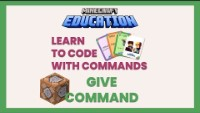 MINECRAFT
EDUCATION
LEARN
TO CODE
WITH COMMANDS
GIVE
COMMAND